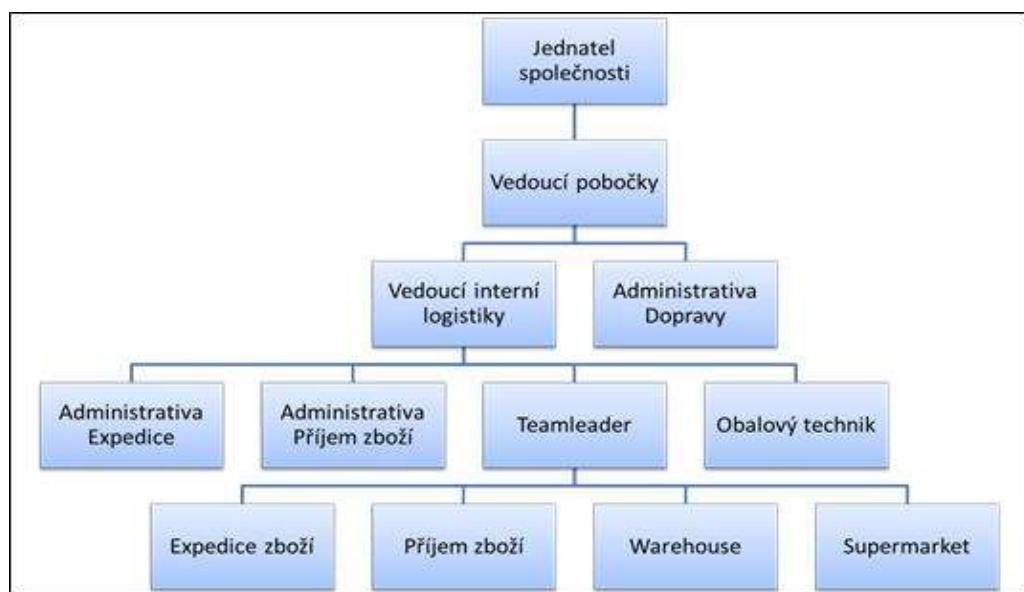 Jednatel
společnosti
Vedoucí pobočky
Vedoucí interní
logistiky
Administrativa
Dopravy
Administrativa
Expedice
Administrativa
Příjem zboží
Teamleader
Obalový technik
Expedice zboží
Příjem zboží
Warehouse
Supermarket